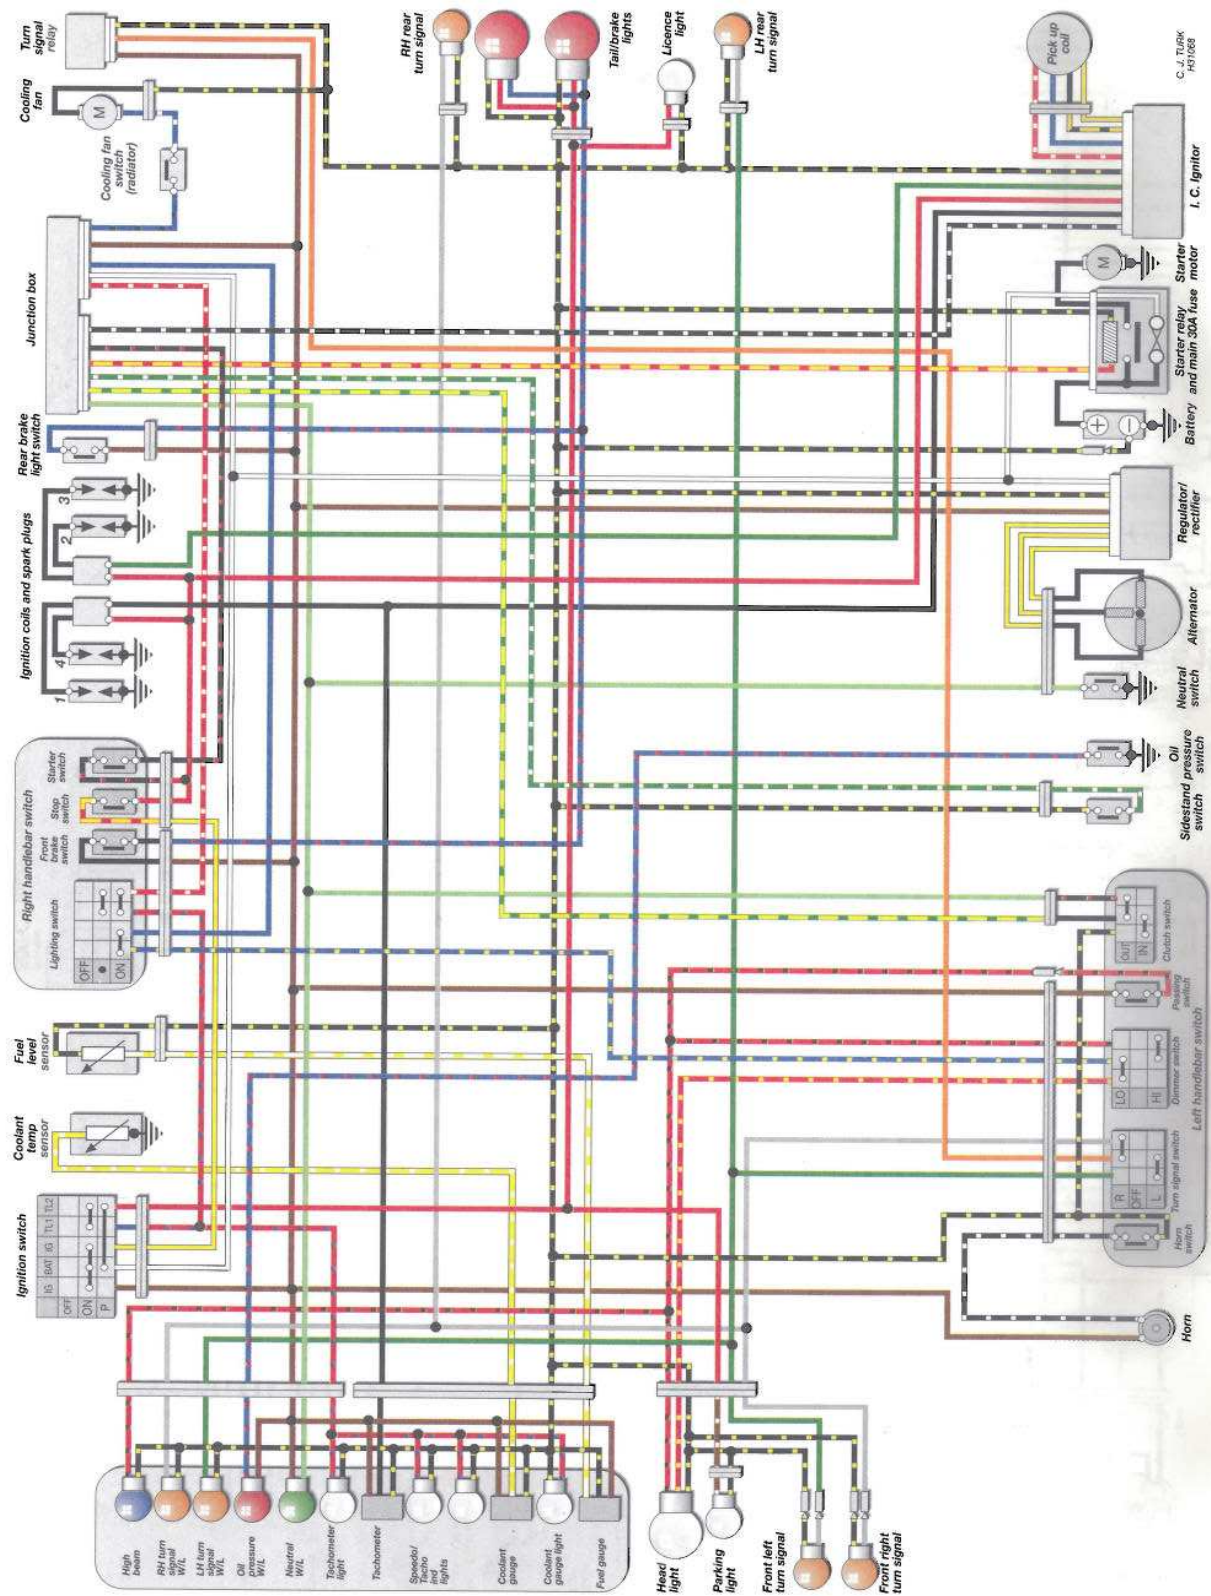 Turn
signal
relay
Cooling
fan
Cooling fan
switch
(radiator)
M
Junction box
Rear brake
light switch
Ignition coils and spark plugs
3
2
4
1
Right handlebar switch
Starter
switch
Stop
switch
Front
brake
switch
Lighting switch
OFF
ON
Fuel
level
sensor
Coolant
temp
sensor
Ignition switch
IG
BAT
IG
TL1
TL2
OFF
ON
P
RH rear
turn signal
Tail/brake
lights
Licence
light
LH rear
turn signal
Pick up
coil
C. J. TURK
H31068
I. C. Ignitor
Starter
motor
M
Starter relay
and main 30A fuse
Battery
+
−
Regulator/
rectifier
Alternator
Neutral
switch
Oil
pressure
switch
Sidestand
switch
Clutch switch
OUT
IN
Passing
switch
Dimmer switch
LO
HI
Left handlebar switch
Turn signal switch
R
OFF
L
Horn
switch
Horn
High
beam
RH turn
signal
W/L
LH turn
signal
W/L
Oil
pressure
W/L
Neutral
W/L
Tachometer
light
Tachometer
Speedo/
Tacho
ind
lights
Coolant
gauge
Coolant
gauge light
Fuel gauge
Head
light
Parking
light
Front left
turn signal
Front right
turn signal